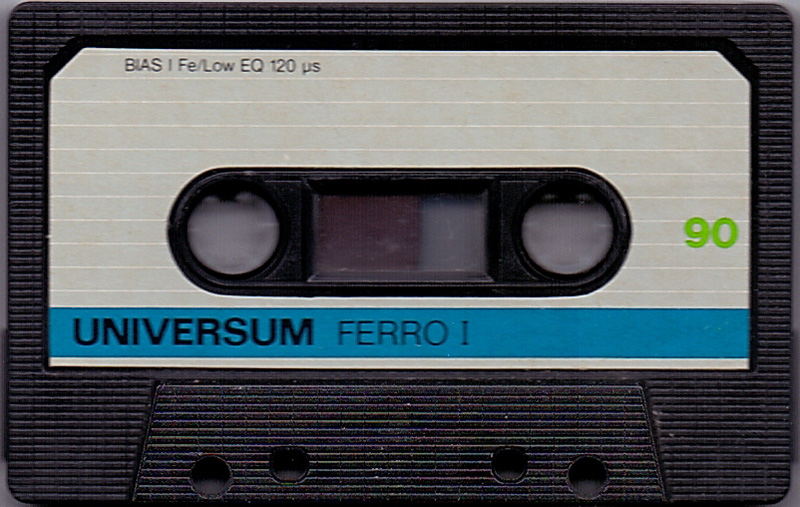 BIAS I Fe/Low EQ 120 µs
90
UNIVERSUM FERRO I